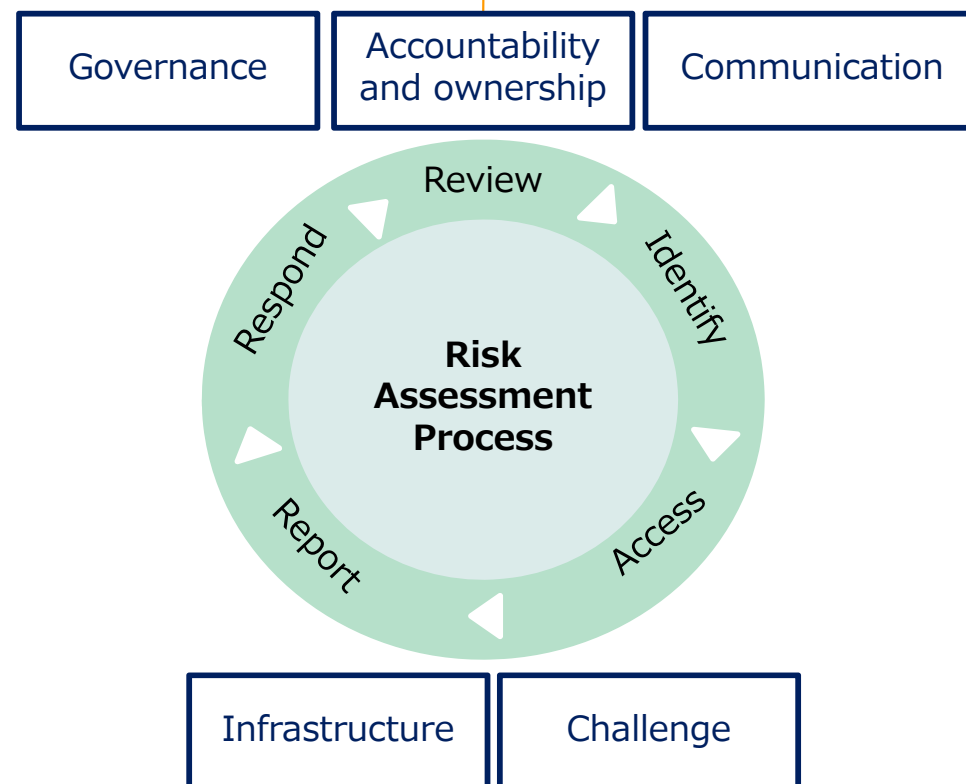 Governance
Accountability
and ownership
Communication
Review
Identify
Access
Report
Respond
Risk
Assessment
Process
Infrastructure
Challenge